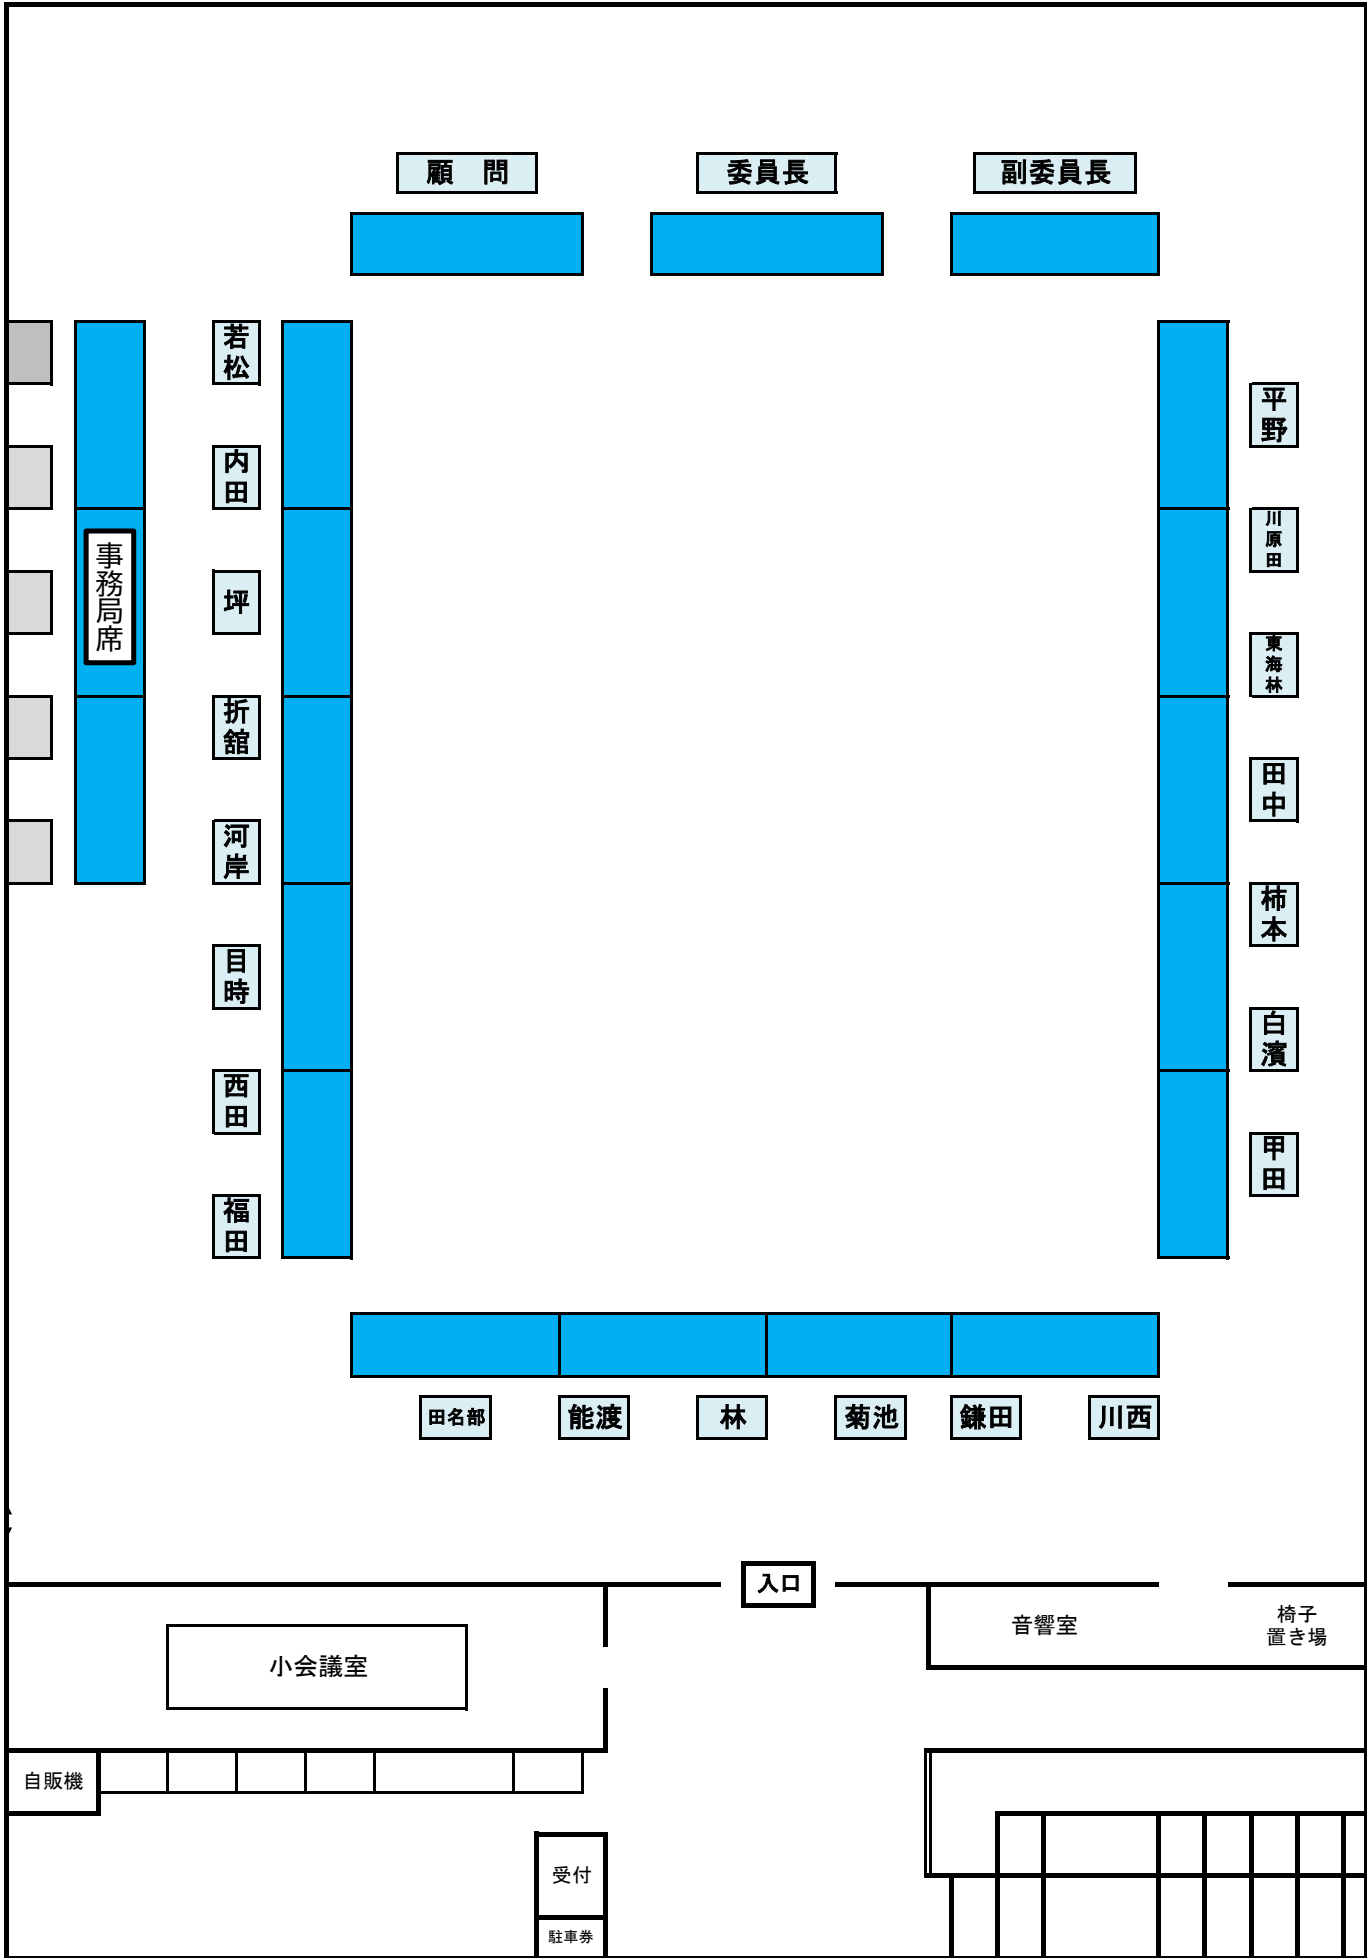 顧　問
委員長
副委員長
若松
内田
坪
折舘
河岸
目時
西田
福田
事務局席
平野
川原田
東海林
田中
柿本
白濱
甲田
田名部
能渡
林
菊池
鎌田
川西
入口
小会議室
音響室
椅子
置き場
自販機
受付
駐車券